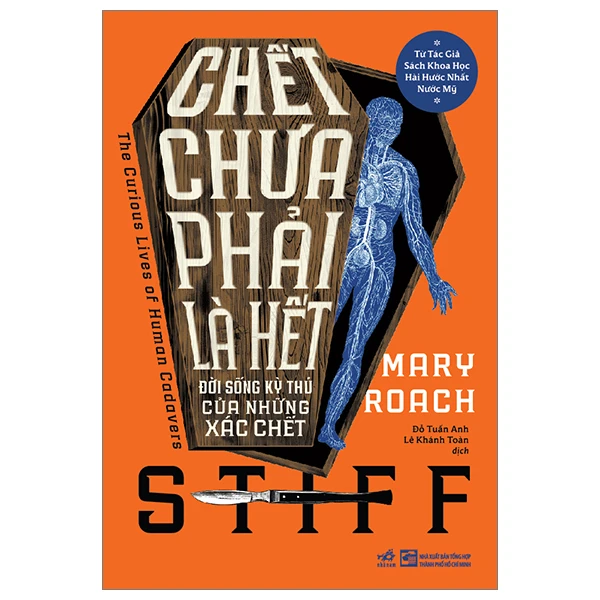 *
Từ Tác Giả
Sách Khoa Học
Hài Hước Nhất
Nước Mỹ
*
CHẾT
CHƯA
PHẢI
LÀ HẾT
ĐỜI SỐNG KỲ THÚ
CỦA NHỮNG
XÁC CHẾT
The Curious Lives of Human Cadavers
MARY
ROACH
Đỗ Tuấn Anh
Lê Khánh Toàn
dịch
STIFF
nhã nam
NHÀ XUẤT BẢN TỔNG HỢP
THÀNH PHỐ HỒ CHÍ MINH